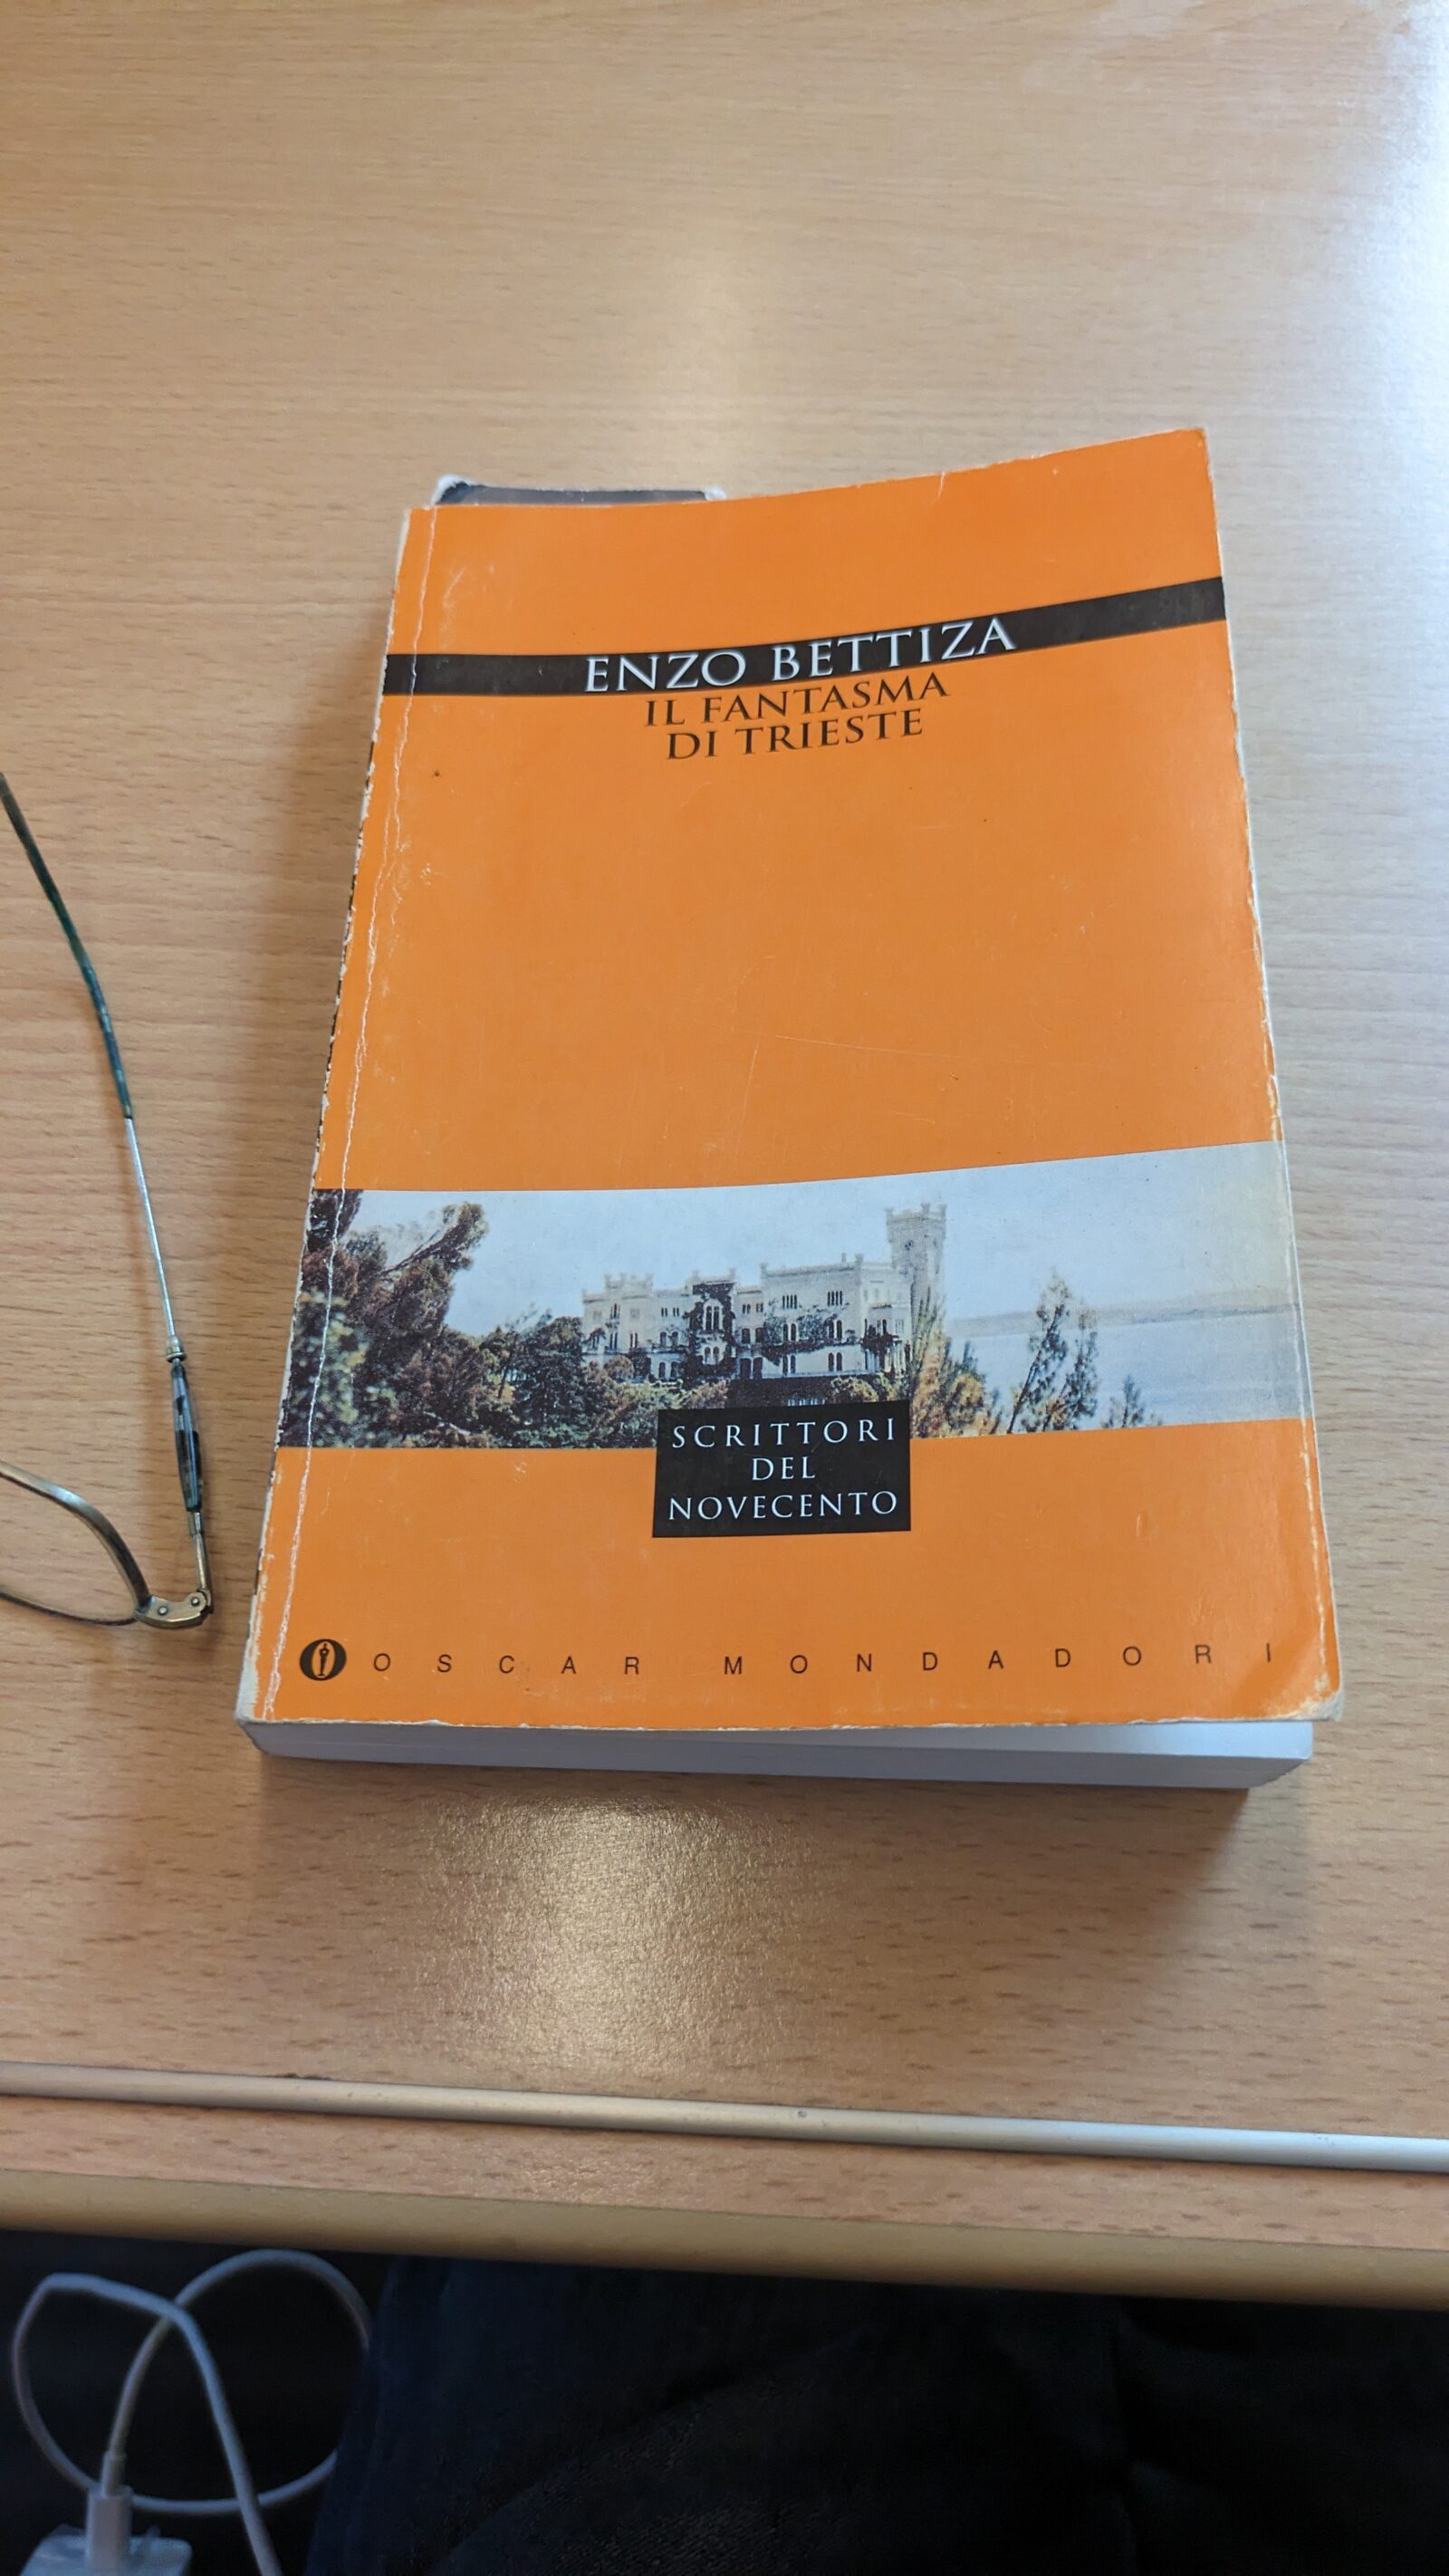 ENZO BETTIZA
IL FANTASMA
DI TRIESTE
SCRITTORI
DEL
NOVECENTO
OSCAR MONDADORI